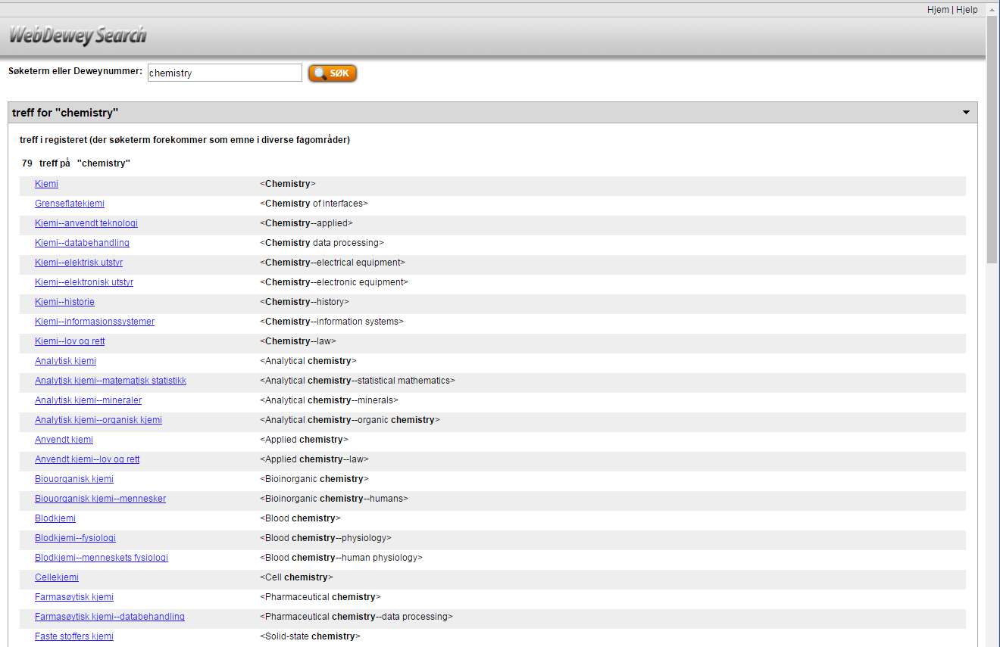 Hjem | Hjelp
WebDewey Search
Søketerm eller Deweynummer: chemistry SØK
treff for "chemistry"
treff i registeret (der søketerm forekommer som emne i diverse fagområder)
79 treff på "chemistry"
Kjemi <Chemistry>
Grenseflatekjemi <Chemistry of interfaces>
Kjemi--anvendt teknologi <Chemistry--applied>
Kjemi--databehandling <Chemistry data processing>
Kjemi--elektrisk utstyr <Chemistry--electrical equipment>
Kjemi--elektronisk utstyr <Chemistry--electronic equipment>
Kjemi--historie <Chemistry--history>
Kjemi--informasjonssystemer <Chemistry--information systems>
Kjemi--lov og rett <Chemistry--law>
Analytisk kjemi <Analytical chemistry>
Analytisk kjemi--matematisk statistikk <Analytical chemistry--statistical mathematics>
Analytisk kjemi--mineraler <Analytical chemistry--minerals>
Analytisk kjemi--organisk kjemi <Analytical chemistry--organic chemistry>
Anvendt kjemi <Applied chemistry>
Anvendt kjemi--lov og rett <Applied chemistry--law>
Biouorganisk kjemi <Bioinorganic chemistry>
Biouorganisk kjemi--mennesker <Bioinorganic chemistry--humans>
Blodkjemi <Blood chemistry>
Blodkjemi--fysiologi <Blood chemistry--physiology>
Blodkjemi--menneskets fysiologi <Blood chemistry--human physiology>
Cellekjemi <Cell chemistry>
Farmasøytisk kjemi <Pharmaceutical chemistry>
Farmasøytisk kjemi--databehandling <Pharmaceutical chemistry--data processing>
Faste stoffers kjemi <Solid-state chemistry>